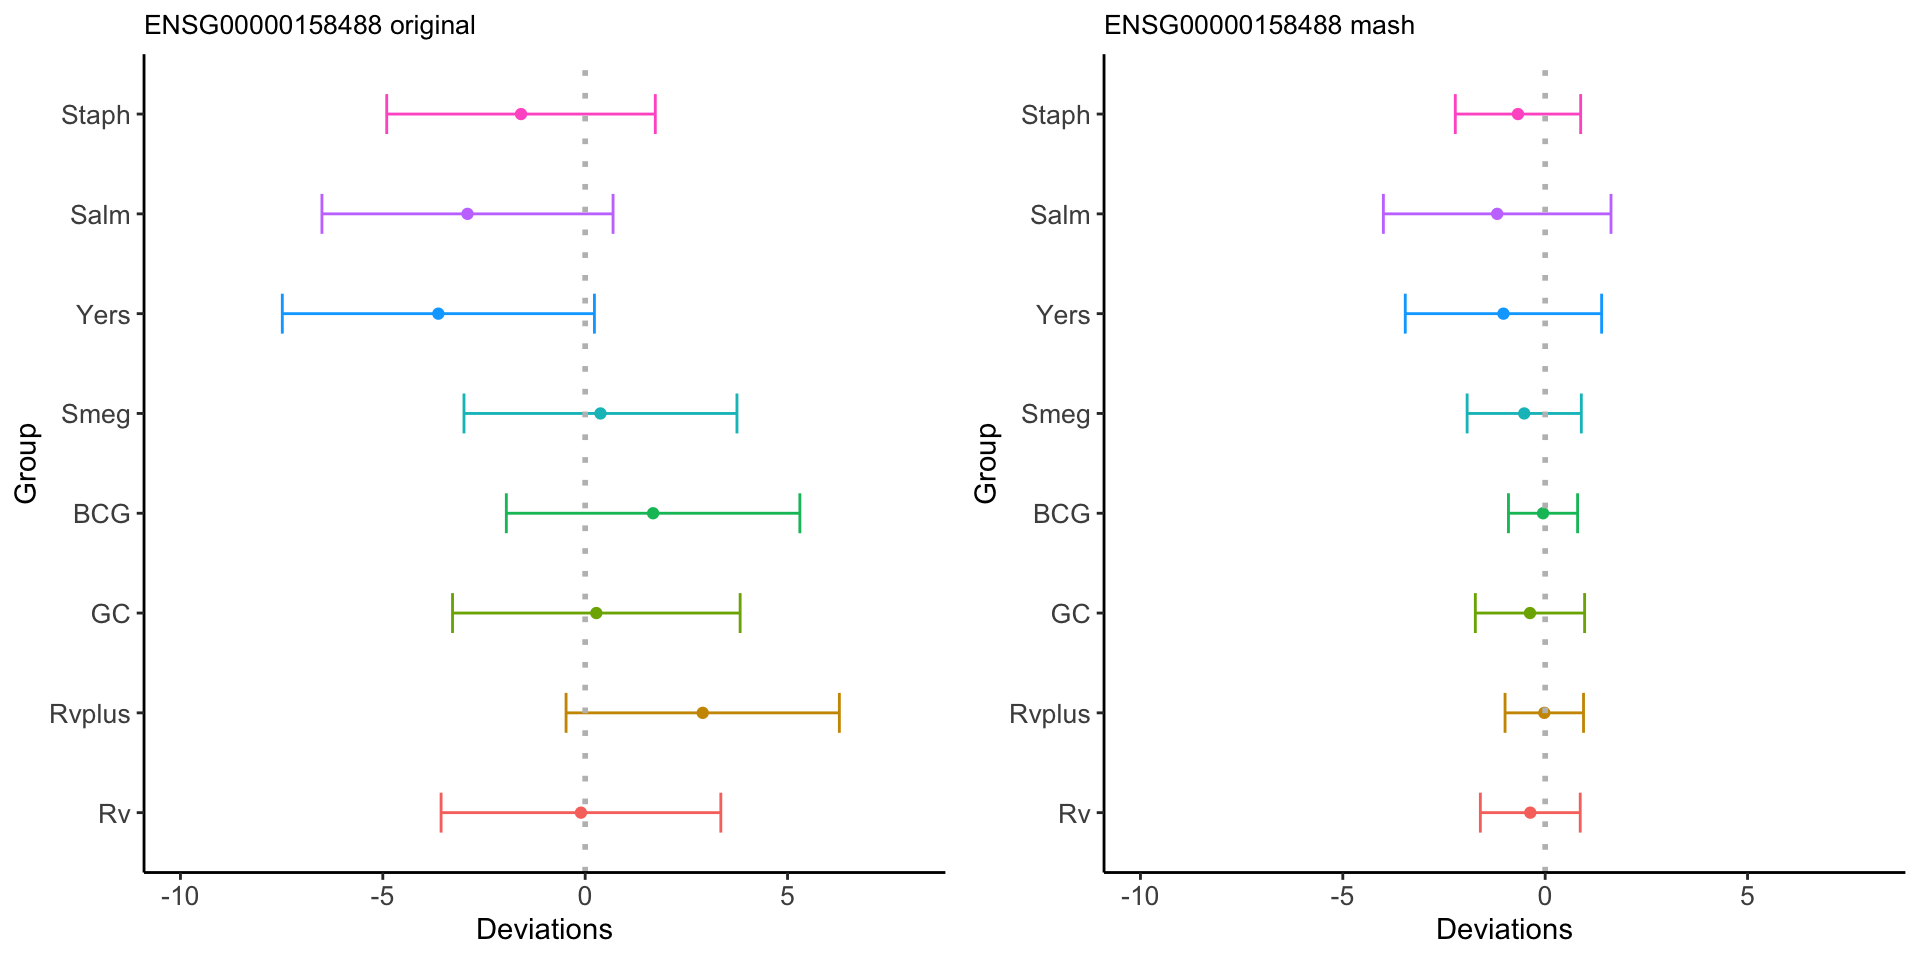 ENSG00000158488 original
Staph
Salm
Yers
Smeg
BCG
GC
Rvplus
Rv
Group
-10 -5 0 5
Deviations
ENSG00000158488 mash
Staph
Salm
Yers
Smeg
BCG
GC
Rvplus
Rv
Group
-10 -5 0 5
Deviations